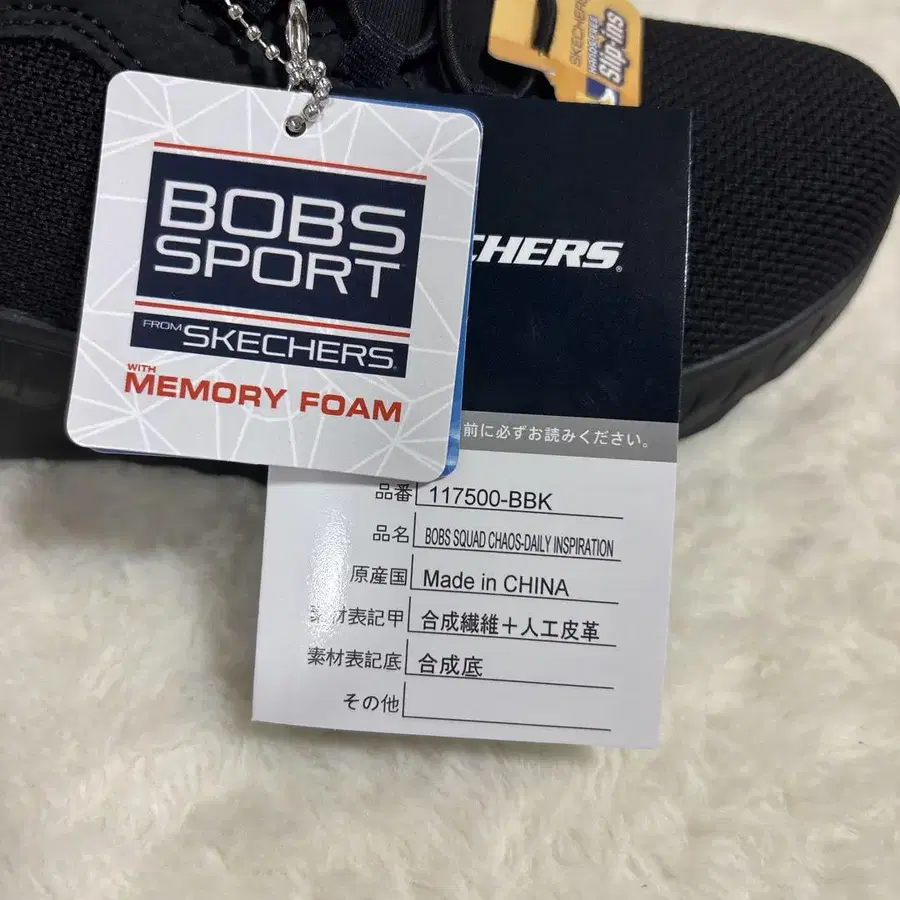 SKECHERS
HANDS FREE
Slip-ins
BOBS
SPORT
FROM SKECHERS
WITH
MEMORY FOAM
CHERS
前に必ずお読みください。
品番 117500-BBK
品名 BOBS SQUAD CHAOS-DAILY INSPIRATION
原産国 Made in CHINA
素材表記甲 合成繊維＋人工皮革
素材表記底 合成底
その他